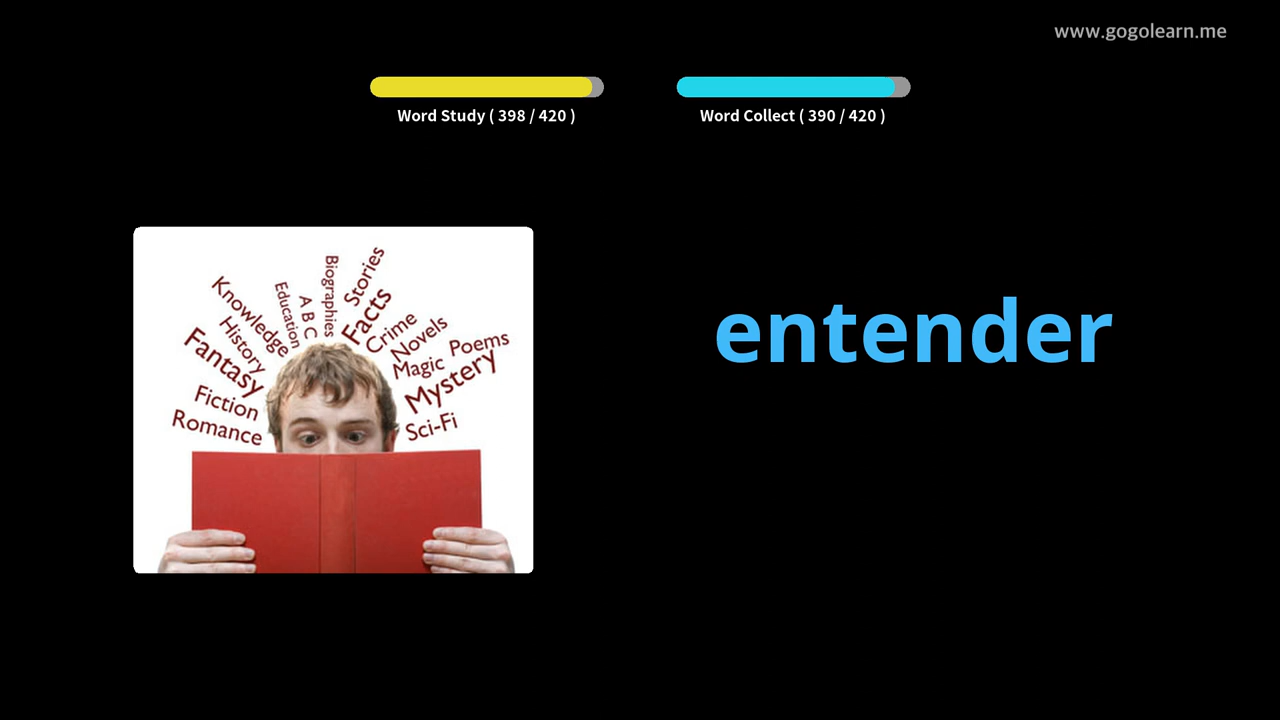 www.gogolearn.me
Word Study ( 398 / 420 )
Word Collect ( 390 / 420 )
Knowledge
History
Fantasy
Fiction
Romance
Education
A B C
Biographies
Stories
Facts
Crime
Novels
Magic
Poems
Mystery
Sci-Fi
entender